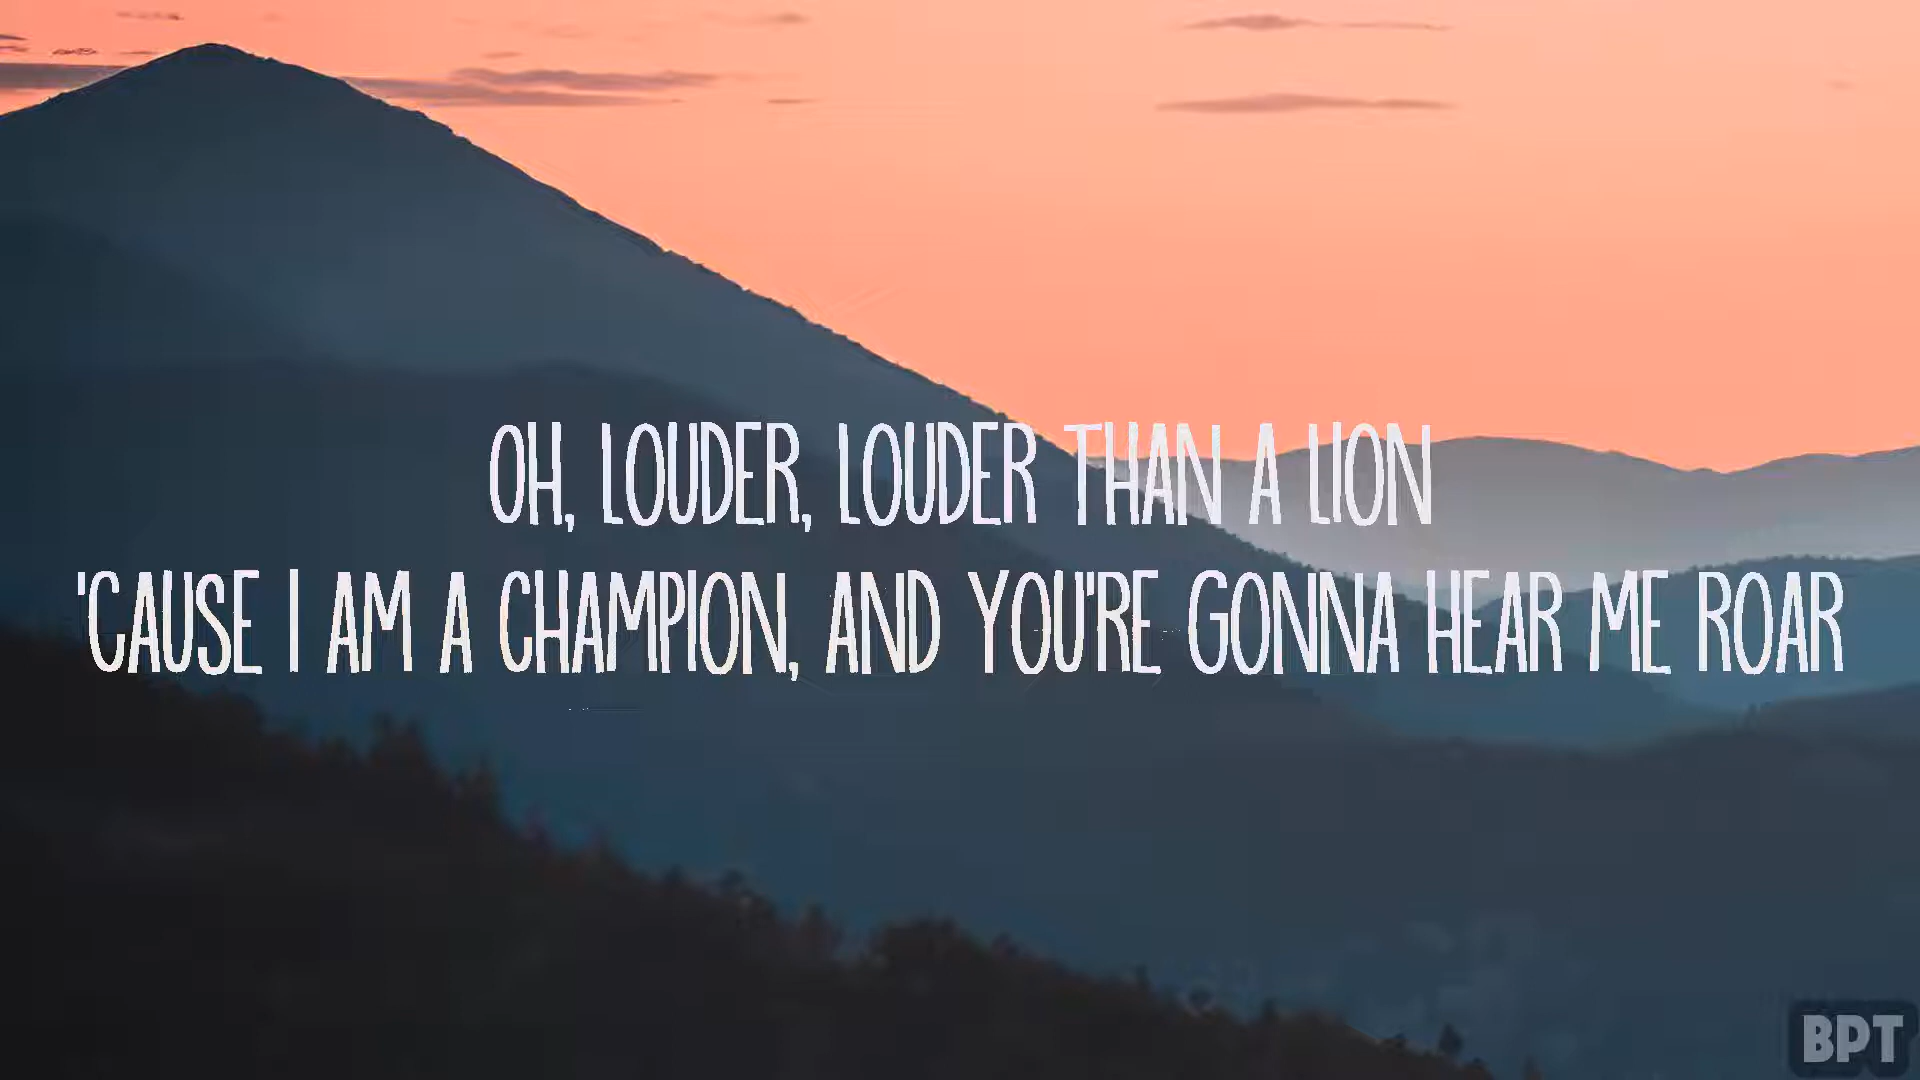 OH, LOUDER, LOUDER THAN A LION
'CAUSE I AM A CHAMPION, AND YOU'RE GONNA HEAR ME ROAR
BPT